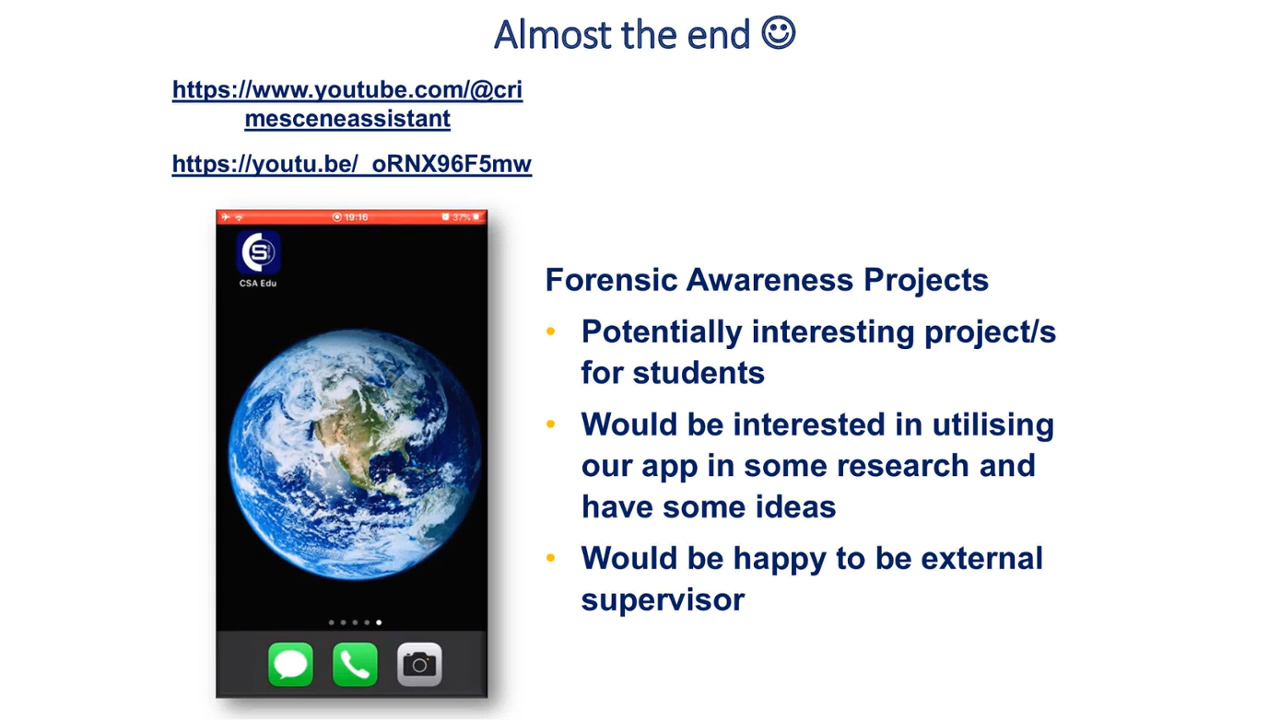 Almost the end ☺
https://www.youtube.com/@cri
mesceneassistant
https://youtu.be/_oRNX96F5mw
19:16
37%
CSA Edu
Forensic Awareness Projects
• Potentially interesting project/s
for students
• Would be interested in utilising
our app in some research and
have some ideas
• Would be happy to be external
supervisor